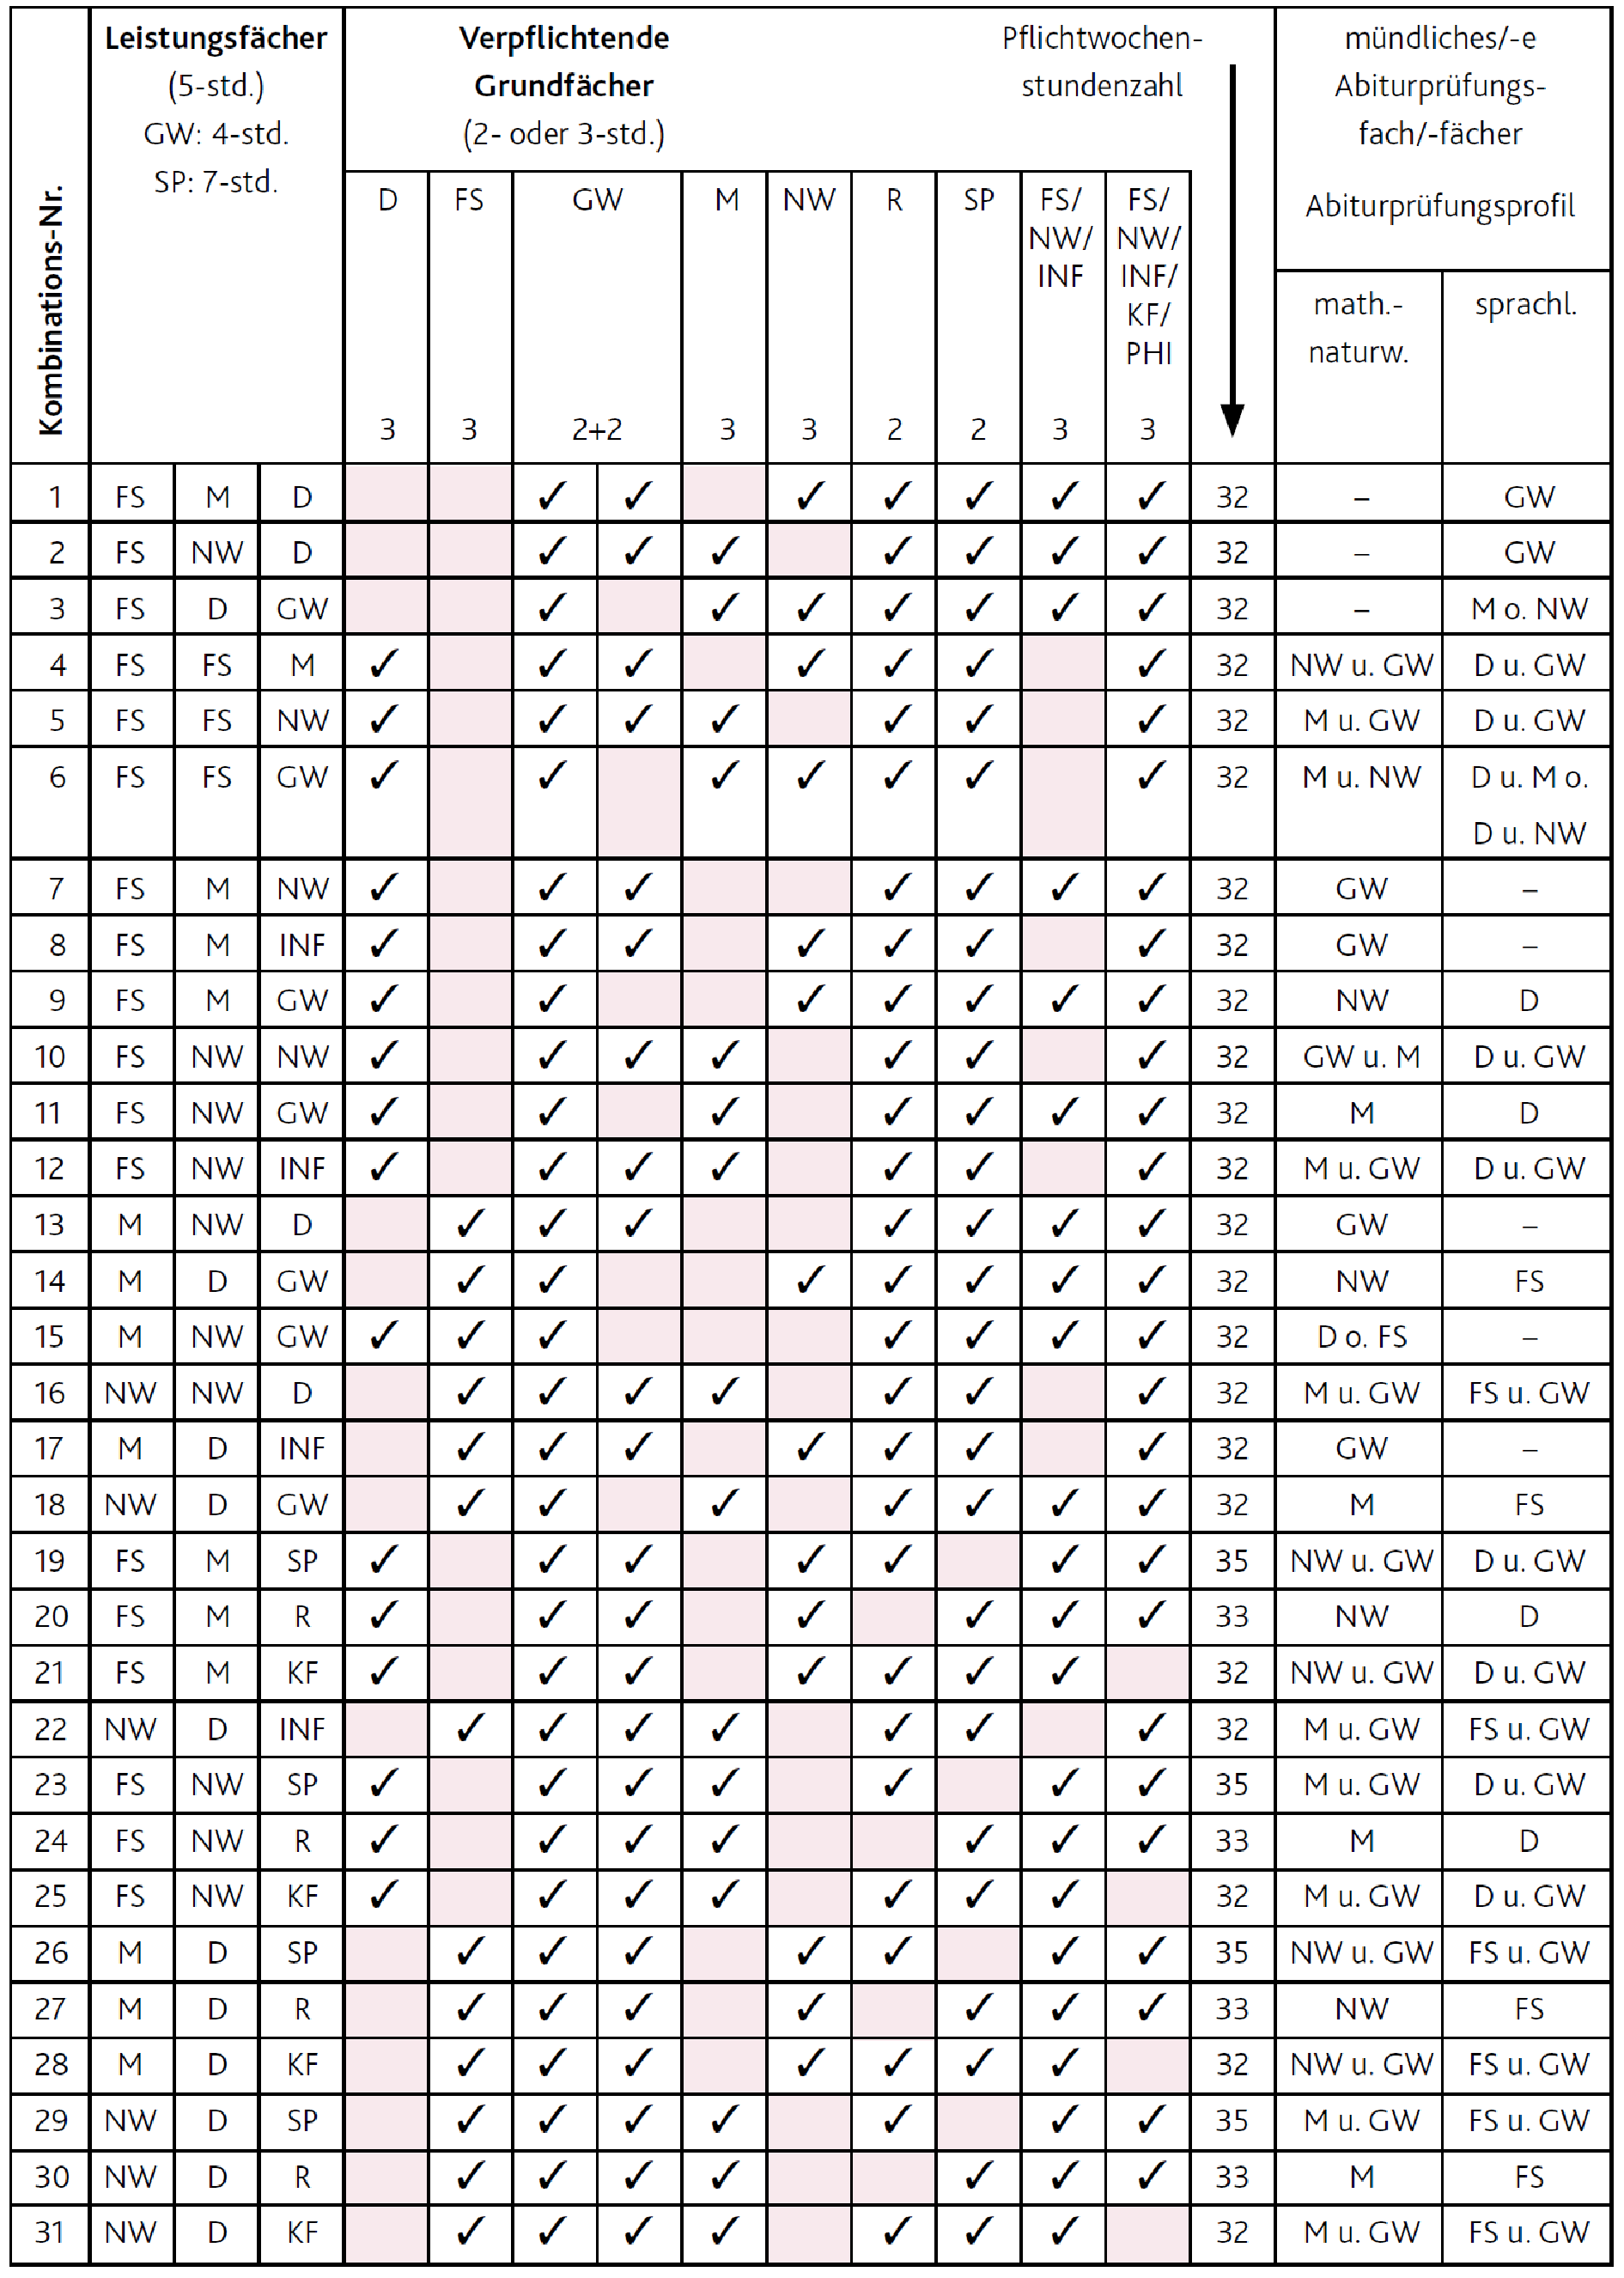 Kombinations-Nr.
Leistungsfächer
(5-std.)
GW: 4-std.
SP: 7-std.
Verpflichtende
Grundfächer
(2- oder 3-std.)
Pflichtwochen-
stundenzahl
mündliches/-e
Abiturprüfungs-
fach/-fächer
Abiturprüfungsprofil
D FS GW M NW R SP FS/ NW/ INF FS/ NW/ INF/ KF/ PHI
math.-
naturw.
sprachl.
3 3 2+2 3 3 2 2 3 3
1 FS M D ✓ ✓ ✓ ✓ ✓ ✓ ✓ 32 – GW
2 FS NW D ✓ ✓ ✓ ✓ ✓ ✓ ✓ 32 – GW
3 FS D GW ✓ ✓ ✓ ✓ ✓ ✓ ✓ 32 – M o. NW
4 FS FS M ✓ ✓ ✓ ✓ ✓ ✓ ✓ 32 NW u. GW D u. GW
5 FS FS NW ✓ ✓ ✓ ✓ ✓ ✓ ✓ 32 M u. GW D u. GW
6 FS FS GW ✓ ✓ ✓ ✓ ✓ ✓ ✓ 32 M u. NW D u. M o.
D u. NW
7 FS M NW ✓ ✓ ✓ ✓ ✓ ✓ ✓ 32 GW –
8 FS M INF ✓ ✓ ✓ ✓ ✓ ✓ ✓ 32 GW –
9 FS M GW ✓ ✓ ✓ ✓ ✓ ✓ ✓ 32 NW D
10 FS NW NW ✓ ✓ ✓ ✓ ✓ ✓ ✓ 32 GW u. M D u. GW
11 FS NW GW ✓ ✓ ✓ ✓ ✓ ✓ ✓ 32 M D
12 FS NW INF ✓ ✓ ✓ ✓ ✓ ✓ ✓ 32 M u. GW D u. GW
13 M NW D ✓ ✓ ✓ ✓ ✓ ✓ ✓ 32 GW –
14 M D GW ✓ ✓ ✓ ✓ ✓ ✓ ✓ 32 NW FS
15 M NW GW ✓ ✓ ✓ ✓ ✓ ✓ ✓ 32 D o. FS –
16 NW NW D ✓ ✓ ✓ ✓ ✓ ✓ ✓ 32 M u. GW FS u. GW
17 M D INF ✓ ✓ ✓ ✓ ✓ ✓ ✓ 32 GW –
18 NW D GW ✓ ✓ ✓ ✓ ✓ ✓ ✓ 32 M FS
19 FS M SP ✓ ✓ ✓ ✓ ✓ ✓ ✓ 35 NW u. GW D u. GW
20 FS M R ✓ ✓ ✓ ✓ ✓ ✓ ✓ 33 NW D
21 FS M KF ✓ ✓ ✓ ✓ ✓ ✓ ✓ 32 NW u. GW D u. GW
22 NW D INF ✓ ✓ ✓ ✓ ✓ ✓ ✓ 32 M u. GW FS u. GW
23 FS NW SP ✓ ✓ ✓ ✓ ✓ ✓ ✓ 35 M u. GW D u. GW
24 FS NW R ✓ ✓ ✓ ✓ ✓ ✓ ✓ 33 M D
25 FS NW KF ✓ ✓ ✓ ✓ ✓ ✓ ✓ 32 M u. GW D u. GW
26 M D SP ✓ ✓ ✓ ✓ ✓ ✓ ✓ 35 NW u. GW FS u. GW
27 M D R ✓ ✓ ✓ ✓ ✓ ✓ ✓ 33 NW FS
28 M D KF ✓ ✓ ✓ ✓ ✓ ✓ ✓ 32 NW u. GW FS u. GW
29 NW D SP ✓ ✓ ✓ ✓ ✓ ✓ ✓ 35 M u. GW FS u. GW
30 NW D R ✓ ✓ ✓ ✓ ✓ ✓ ✓ 33 M FS
31 NW D KF ✓ ✓ ✓ ✓ ✓ ✓ ✓ 32 M u. GW FS u. GW